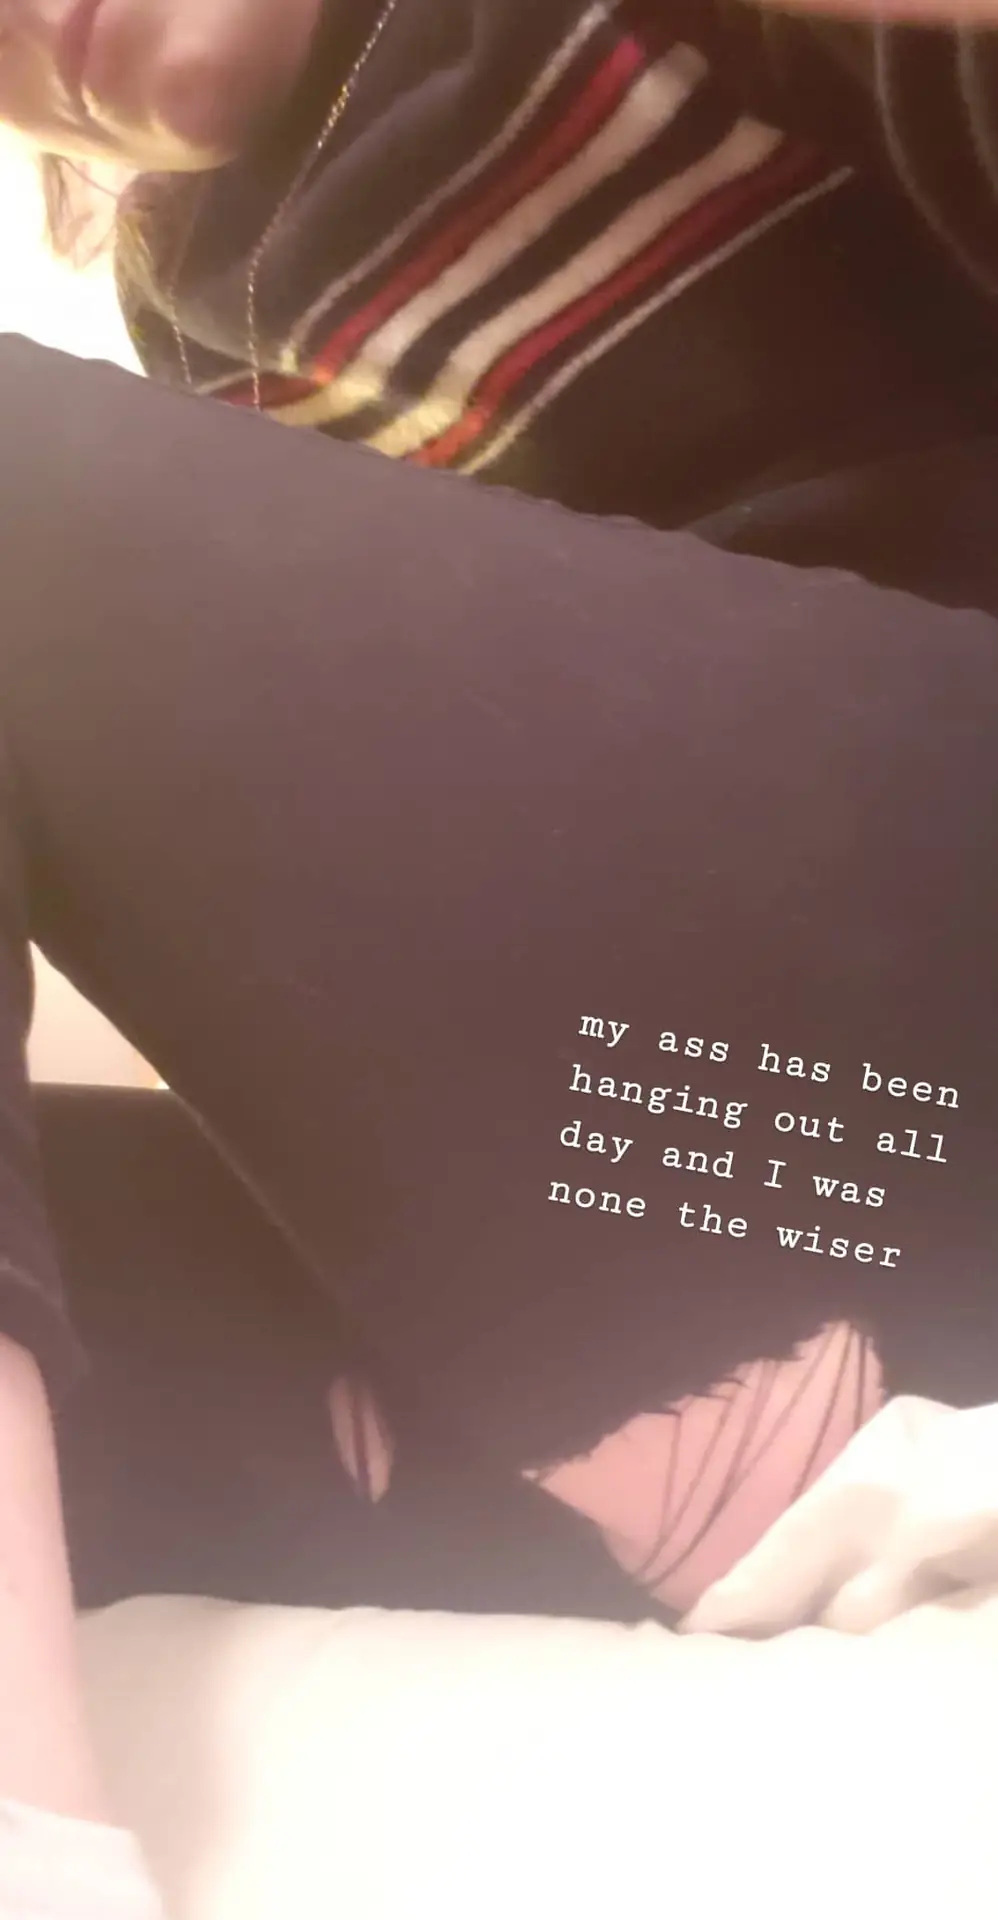 my ass has been
hanging out all
day and I was
none the wiser